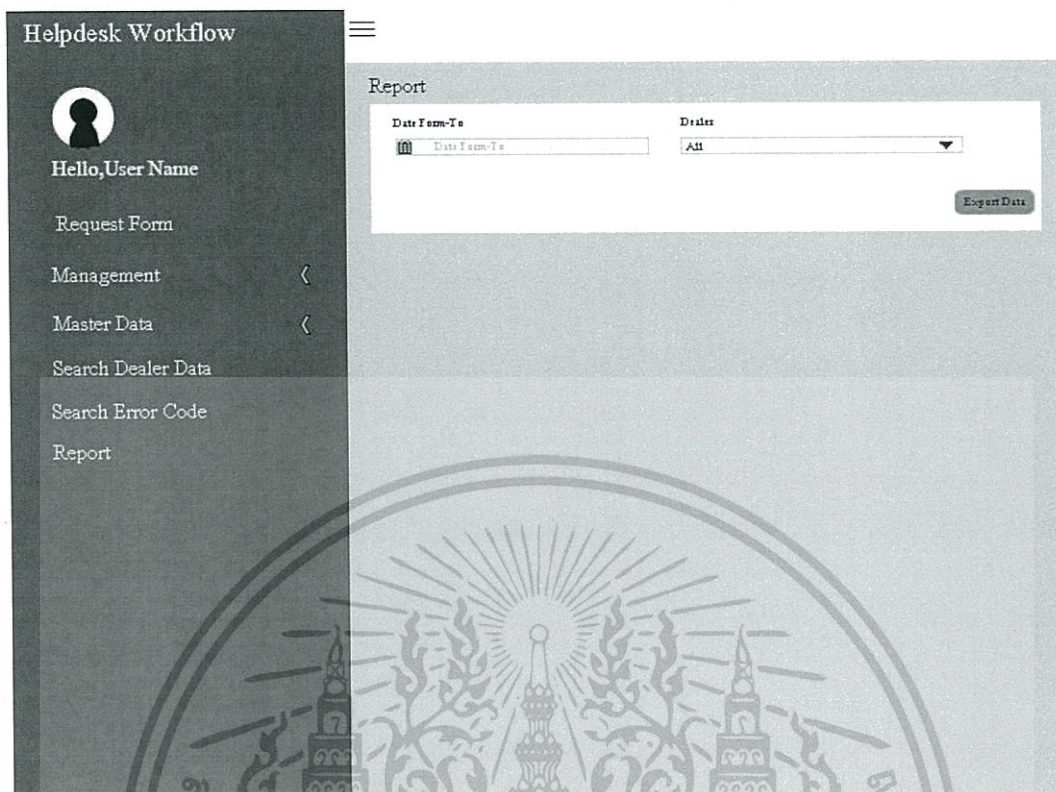 Helpdesk Workflow
Hello,User Name
Request Form
Management
Master Data
Search Dealer Data
Search Error Code
Report
Report
Date Form-To
Date Form-To
Dealer
All
Export Data